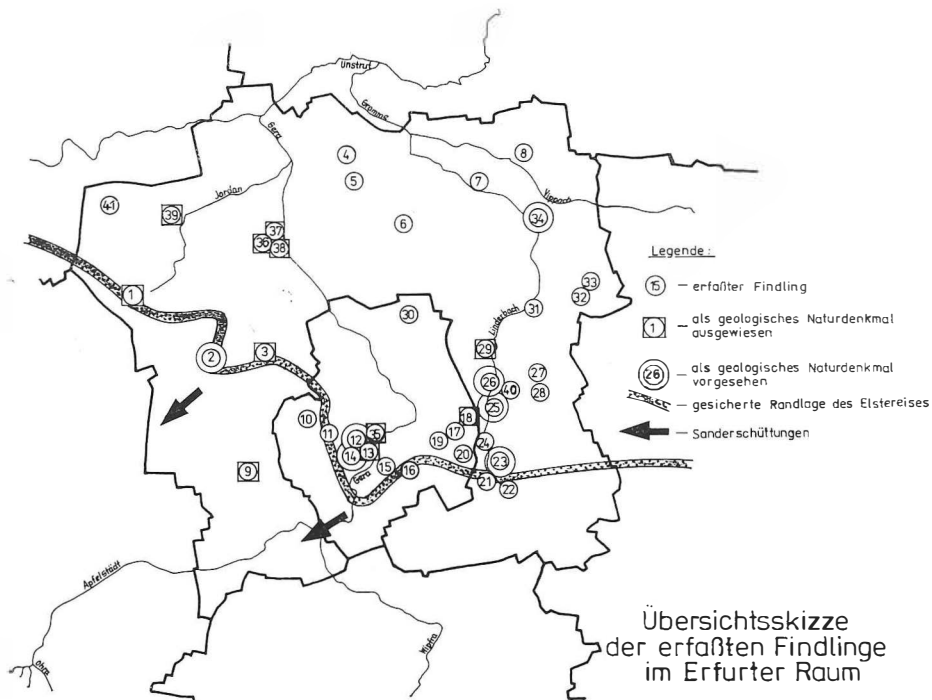 Unstrut
Gramme
Gera
4
8
5
7
Vippach
Jordan
41
39
34
6
37
36
38
Legende:
33
15 – erfaßter Findling
32
1
31
30
Linderbach
1 – als geologisches Naturdenkmal
ausgewiesen
29
2
3
26
27
26 – als geologisches Naturdenkmal
vorgesehen
40
28
25
– gesicherte Randlage des Elstereises
10
18
11
12
35
17
– Sanderschüttungen
19
24
14
13
20
9
15
16
23
Gera
21
22
Apfelstädt
Wipfra
Ohra
Übersichtsskizze
der erfaßten Findlinge
im Erfurter Raum